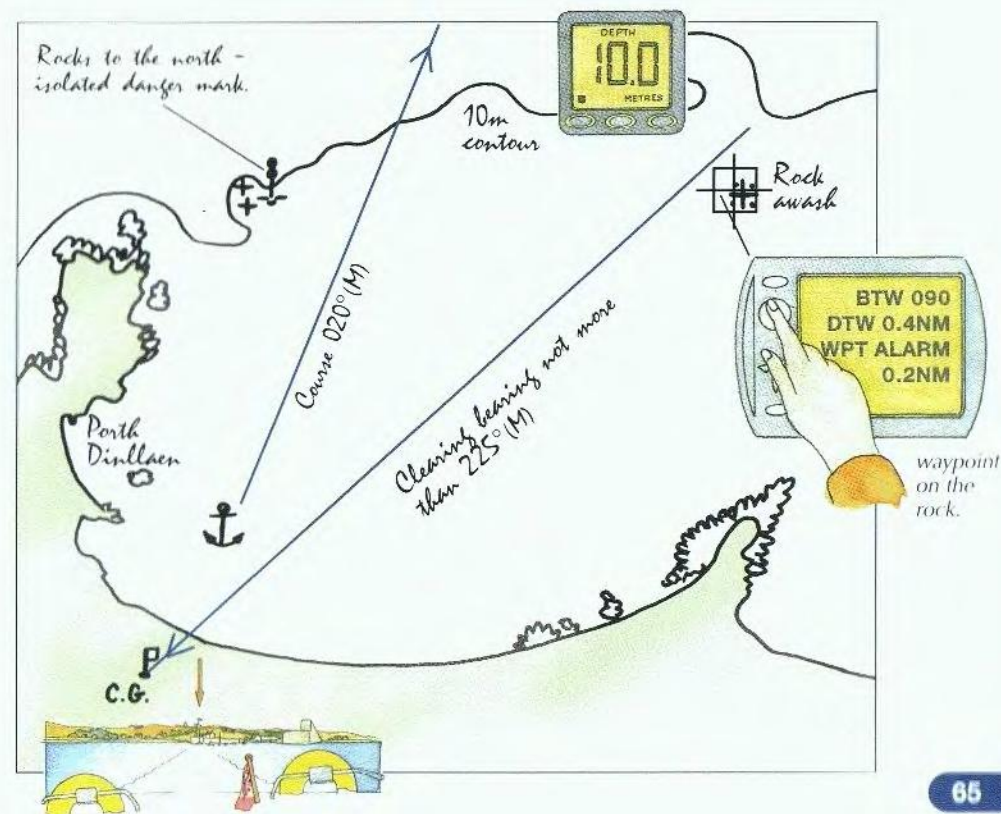 Rocks to the north -
isolated danger mark.
DEPTH
10.0
METRES
10m
contour
Rock
awash
Course 020° (M)
BTW 090
DTW 0.4NM
WPT ALARM
0.2NM
Clearing bearing not more
than 225° (M)
Porth
Dinllaen
waypoint
on the
rock.
C.G.
65